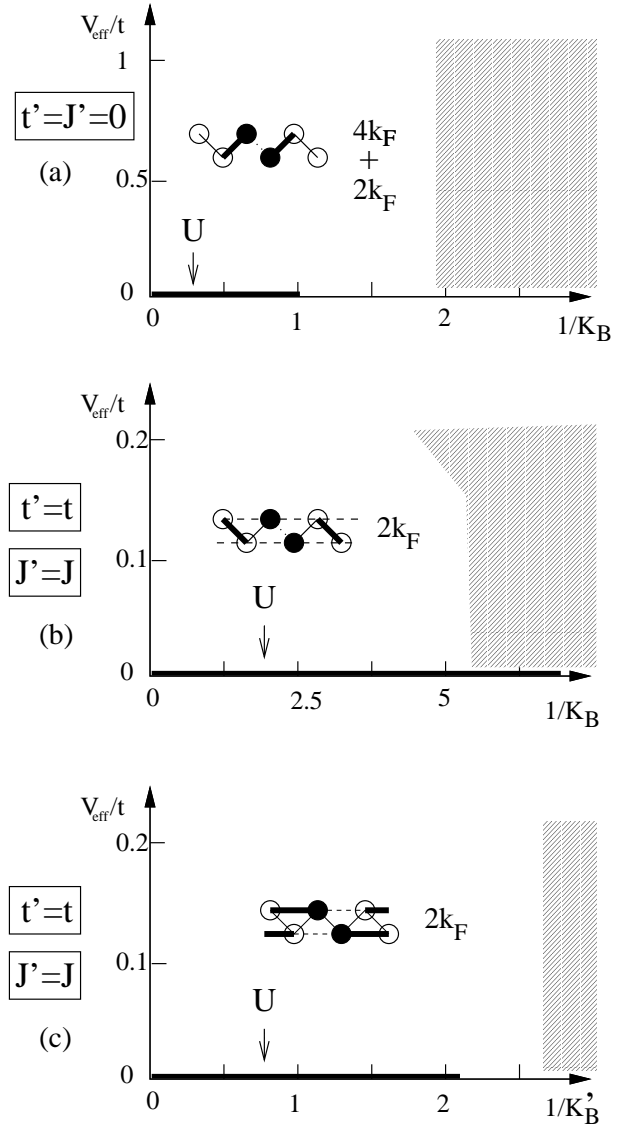 V_eff/t
1
t'=J'=0
4k_F
+
2k_F
(a)
0.5
U
0
0
1
2
1/K_B
V_eff/t
0.2
t'=t
2k_F
J'=J
0.1
U
(b)
0
0
2.5
5
1/K_B
V_eff/t
0.2
t'=t
2k_F
J'=J
0.1
U
(c)
0
0
1
2
1/K_B'